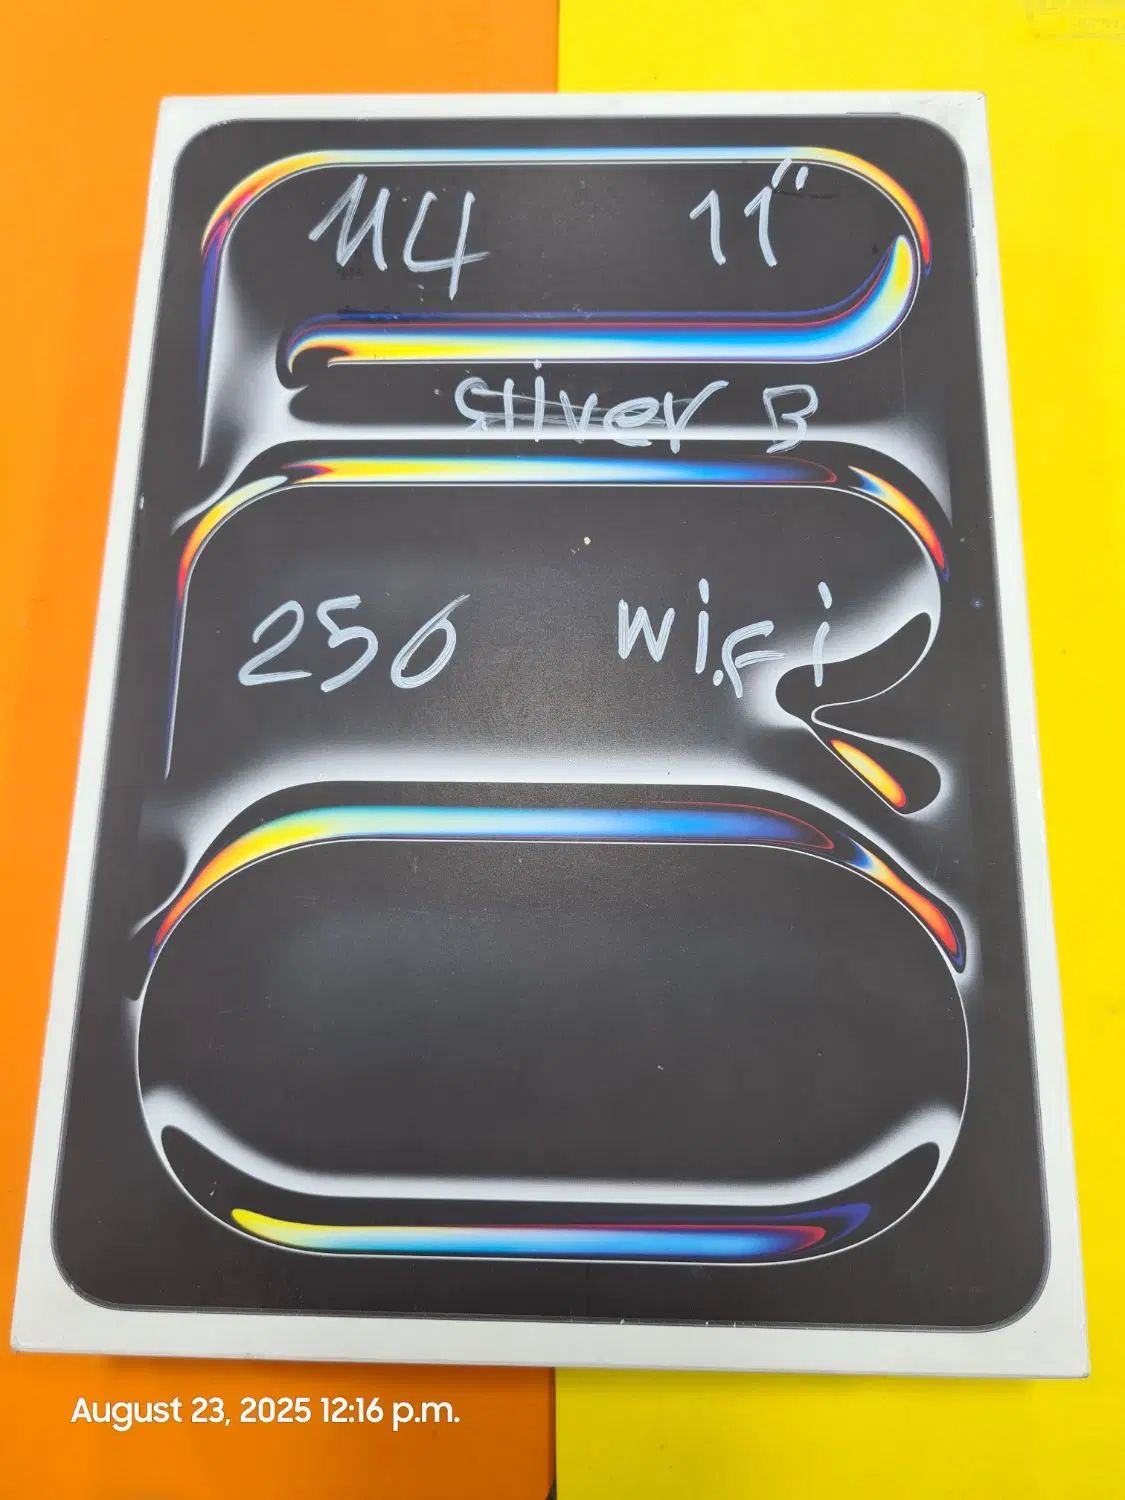 M4 11"
Silver B
256 wifi
August 23, 2025 12:16 p.m.